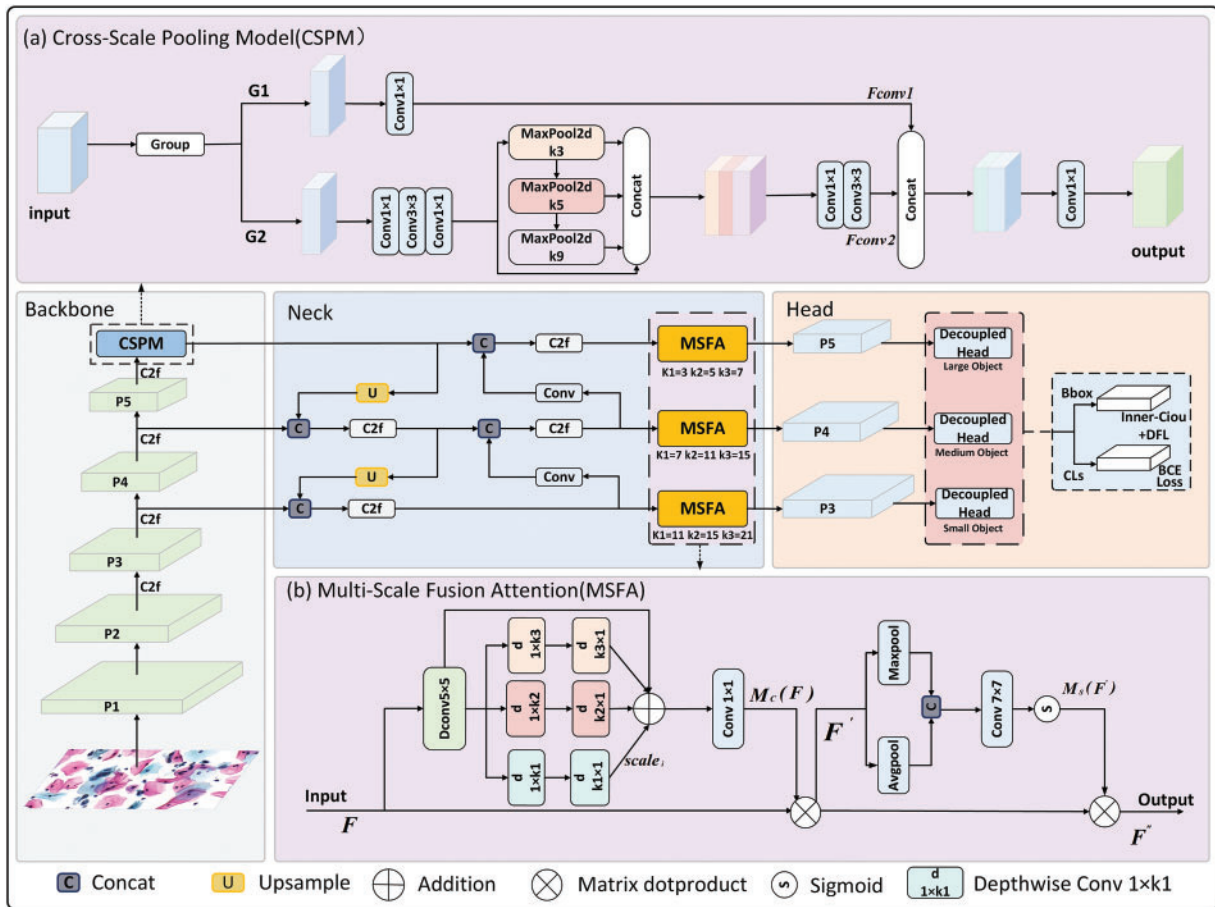 (a) Cross-Scale Pooling Model(CSPM)
input
Group
G1
Conv1×1
Fconv1
G2
Conv1×1
Conv3×3
Conv1×1
MaxPool2d
k3
MaxPool2d
k5
MaxPool2d
k9
Concat
Conv1×1
Conv3×3
Fconv2
Concat
Conv1×1
output
Backbone
CSPM
C2f
P5
C2f
P4
C2f
P3
C2f
P2
P1
Neck
C
C2f
MSFA
K1=3 k2=5 k3=7
U
Conv
C
C2f
C
C2f
MSFA
K1=7 k2=11 k3=15
U
Conv
C
C2f
MSFA
K1=11 k2=15 k3=21
Head
P5
Decoupled
Head
Large Object
P4
Decoupled
Head
Medium Object
P3
Decoupled
Head
Small Object
Bbox
Inner-Ciou
+DFL
CLs
BCE
Loss
(b) Multi-Scale Fusion Attention(MSFA)
Input
F
Dconv5×5
d
1×k3
d
k3×1
d
1×k2
d
k2×1
d
1×k1
d
k1×1
scale i
Conv 1×1
Mc(F)
F'
Maxpool
Avgpool
C
Conv 7×7
S
Ms(F')
Output
F"
C Concat
U Upsample
Addition
Matrix dotproduct
S Sigmoid
d
1×k1
Depthwise Conv 1×k1